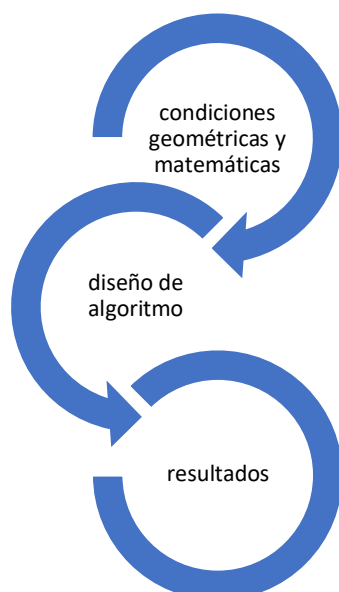 condiciones
geométricas y
matemáticas
diseño de
algoritmo
resultados